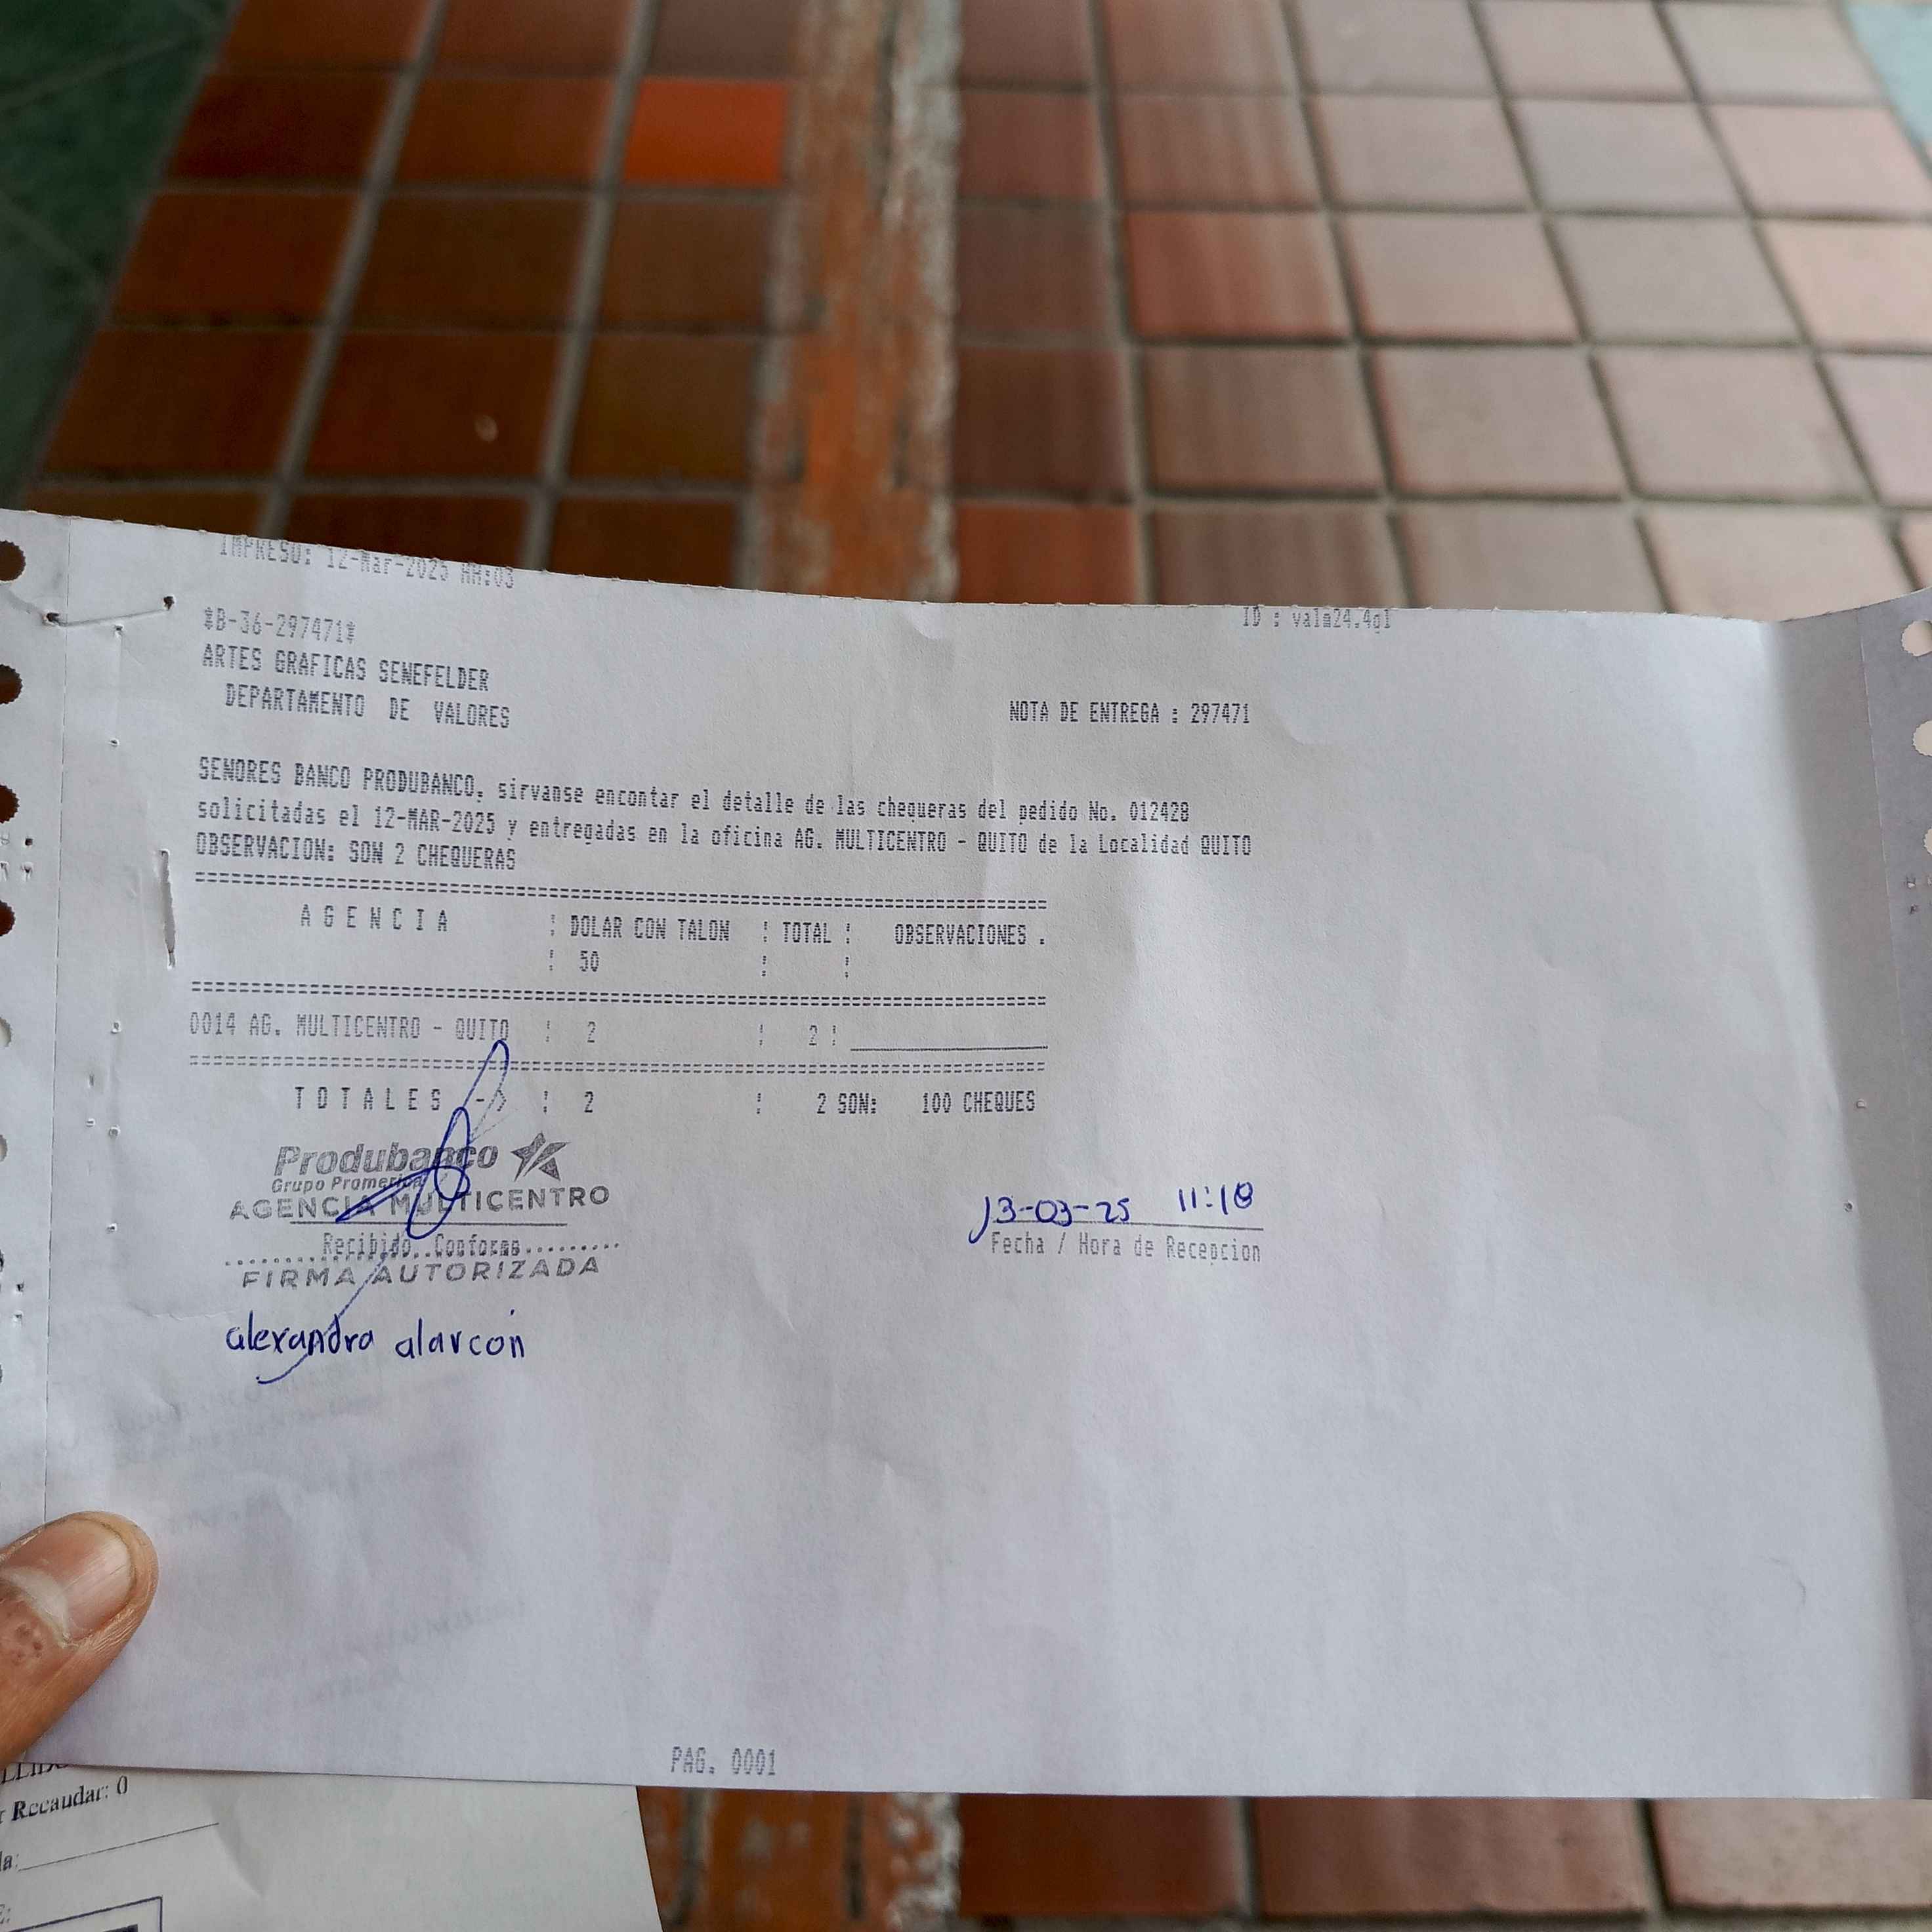 IMPRESO: 12-Mar-2025 AM:03
ID : valm24.4gl
*B-36-297471*
ARTES GRAFICAS SENEFELDER
DEPARTAMENTO DE VALORES
NOTA DE ENTREGA : 297471
SENORES BANCO PRODUBANCO, sirvanse encontar el detalle de las chequeras del pedido No. 012428
solicitadas el 12-MAR-2025 y entregadas en la oficina AG. MULTICENTRO - QUITO de la Localidad QUITO
OBSERVACION: SON 2 CHEQUERAS
A G E N C I A : DOLAR CON TALON : TOTAL : OBSERVACIONES .
: 50 : :
0014 AG. MULTICENTRO - QUITO : 2 : 2 :
T O T A L E S -> : 2 : 2 SON: 100 CHEQUES
Produbanco
Grupo Promerica
AGENCIA MULTICENTRO
13-03-25 11:18
Recibido Conforme
Fecha / Hora de Recepcion
FIRMA AUTORIZADA
alexandra alarcon
PAG. 0001
r Recaudar: 0